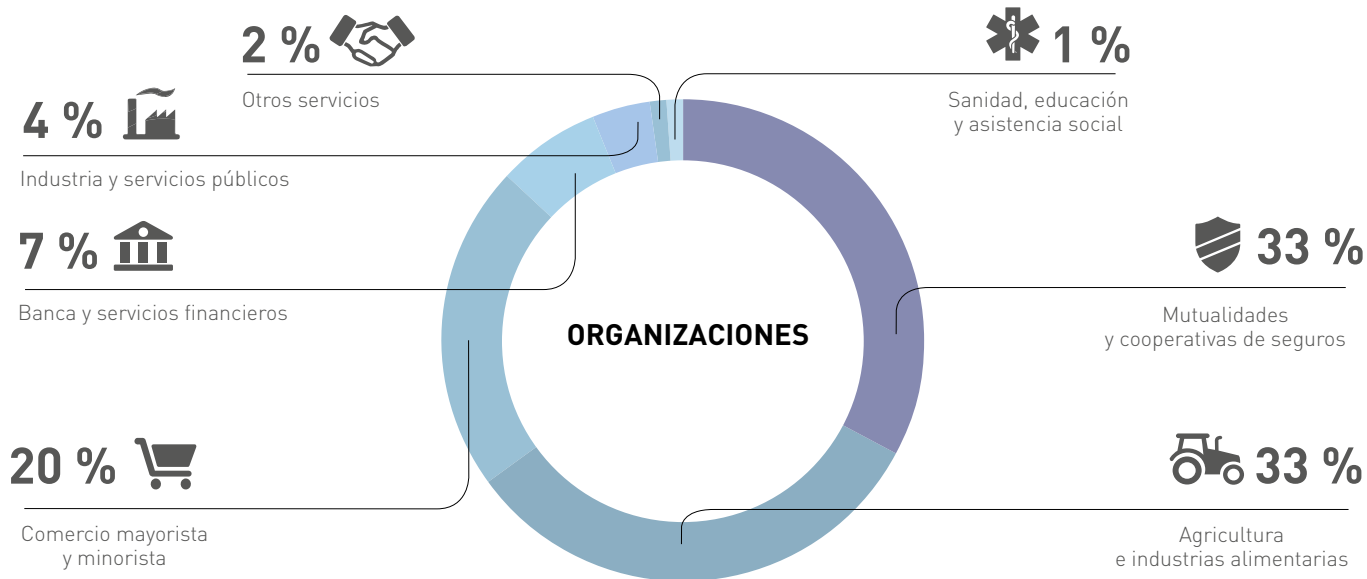 2 %
Otros servicios
1 %
Sanidad, educación
y asistencia social
4 %
Industria y servicios públicos
7 %
Banca y servicios financieros
33 %
Mutualidades
y cooperativas de seguros
ORGANIZACIONES
20 %
Comercio mayorista
y minorista
33 %
Agricultura
e industrias alimentarias